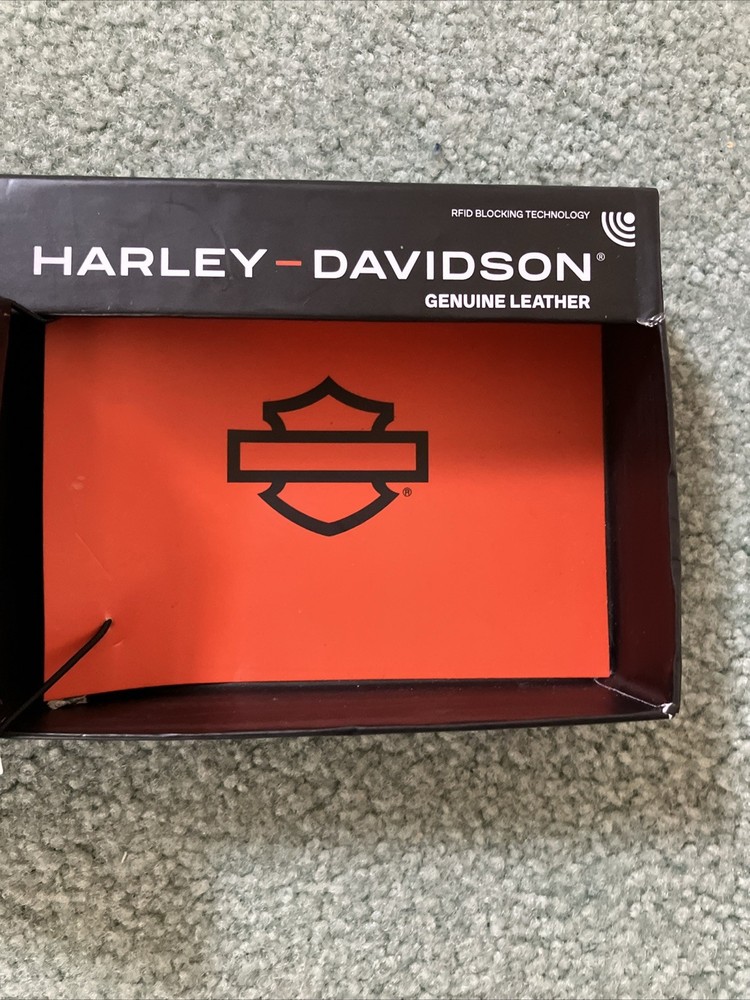 RFID BLOCKING TECHNOLOGY
HARLEY-DAVIDSON®
GENUINE LEATHER
®